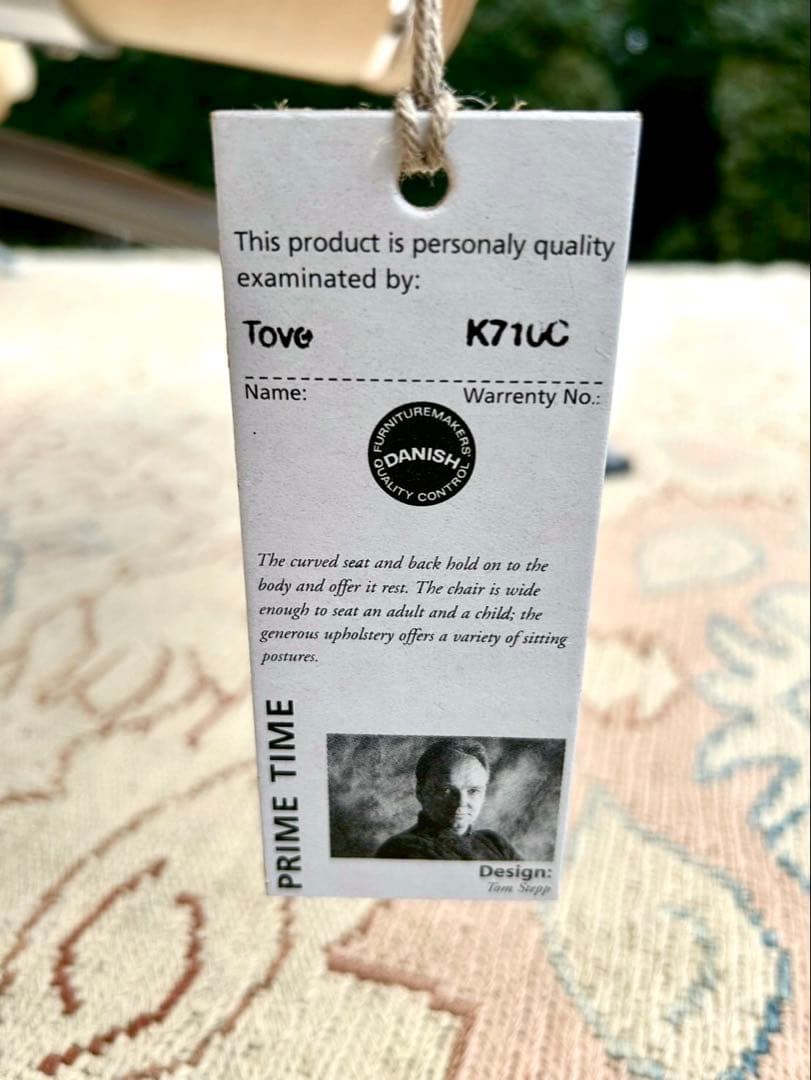 This product is personaly quality
examinated by:
Tove K710C
Name: Warrenty No.:
FURNITUREMAKERS'
DANISH
QUALITY CONTROL
The curved seat and back hold on to the
body and offer it rest. The chair is wide
enough to seat an adult and a child; the
generous upholstery offers a variety of sitting
postures.
PRIME TIME
Design:
Tom Stepp